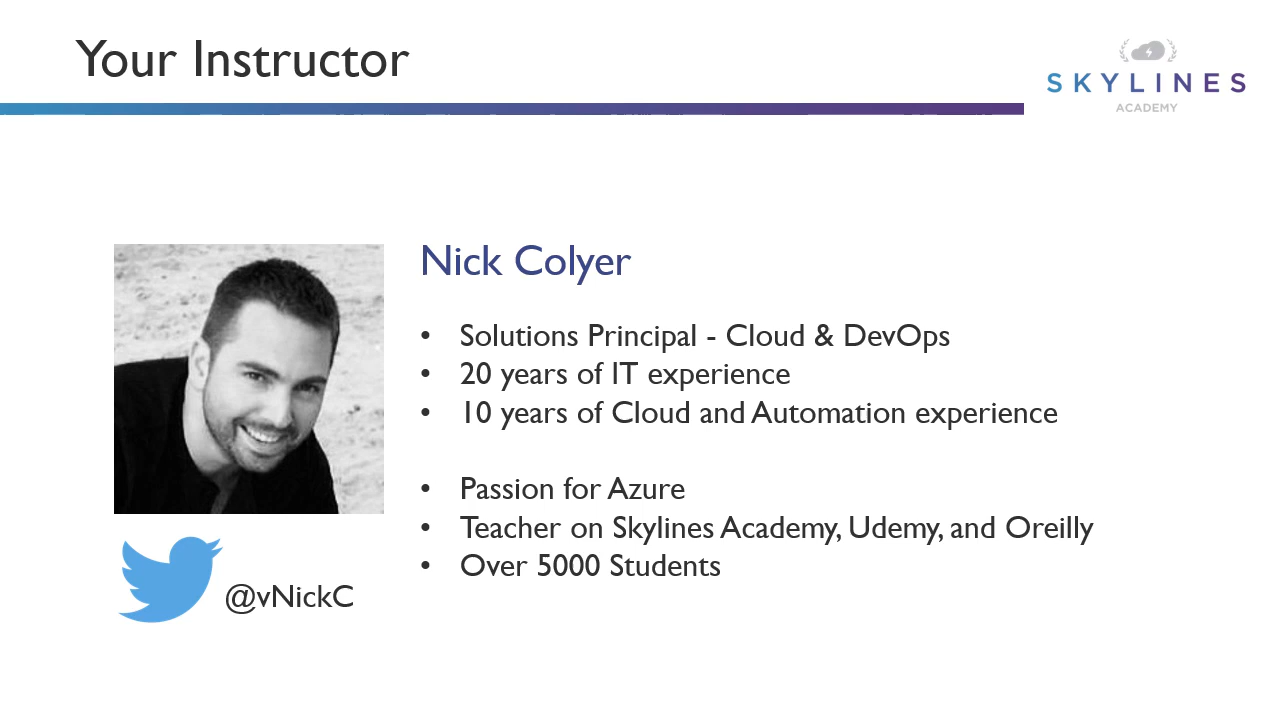 Your Instructor
SKYLINES
ACADEMY
Nick Colyer
• Solutions Principal - Cloud & DevOps
• 20 years of IT experience
• 10 years of Cloud and Automation experience
• Passion for Azure
• Teacher on Skylines Academy, Udemy, and Oreilly
• Over 5000 Students
@vNickC